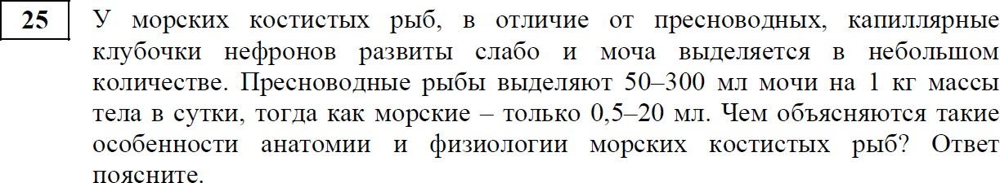 25
У морских костистых рыб, в отличие от пресноводных, капиллярные
клубочки нефронов развиты слабо и моча выделяется в небольшом
количестве. Пресноводные рыбы выделяют 50–300 мл мочи на 1 кг массы
тела в сутки, тогда как морские – только 0,5–20 мл. Чем объясняются такие
особенности анатомии и физиологии морских костистых рыб? Ответ
поясните.